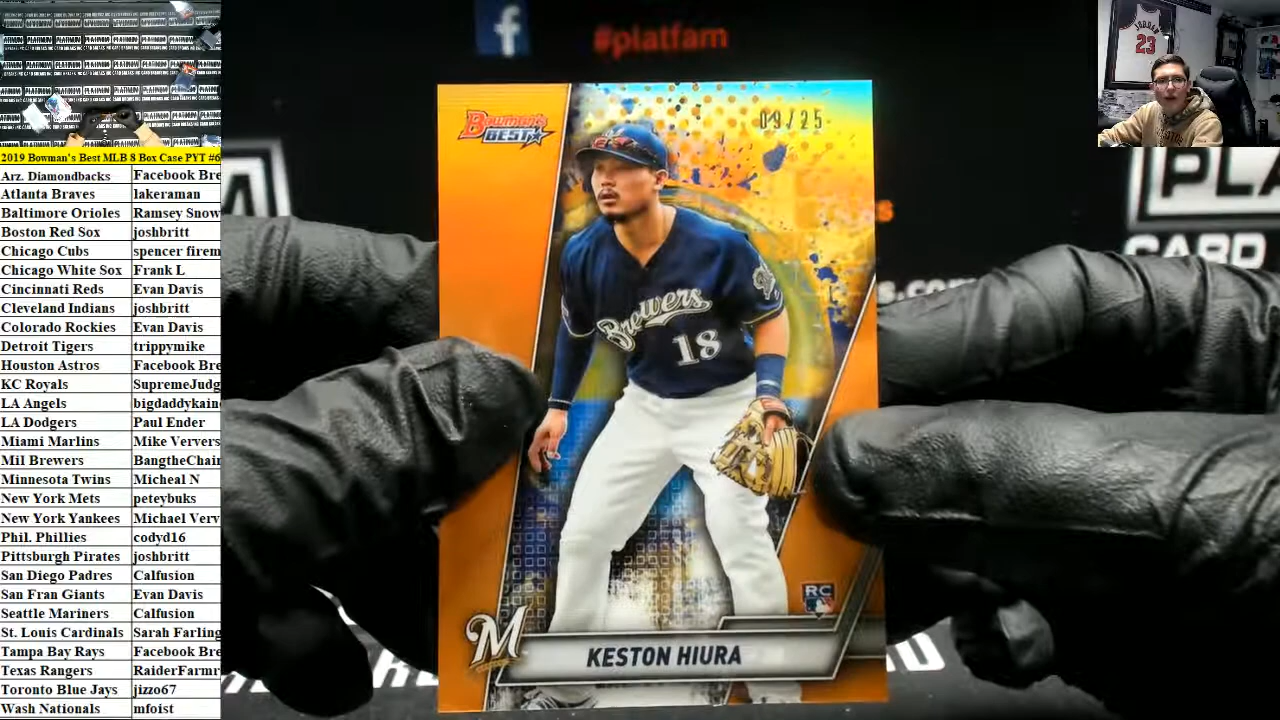 2019 Bowman's Best MLB 8 Box Case PYT #6
Arz. Diamondbacks Facebook Bre
Atlanta Braves lakeraman
Baltimore Orioles Ramsey Snow
Boston Red Sox joshbritt
Chicago Cubs spencer firem
Chicago White Sox Frank L
Cincinnati Reds Evan Davis
Cleveland Indians joshbritt
Colorado Rockies Evan Davis
Detroit Tigers trippymike
Houston Astros Facebook Bre
KC Royals SupremeJudg
LA Angels bigdaddykain
LA Dodgers Paul Ender
Miami Marlins Mike Ververs
Mil Brewers BangtheChair
Minnesota Twins Micheal N
New York Mets peteybuks
New York Yankees Michael Verv
Phil. Phillies codyd16
Pittsburgh Pirates joshbritt
San Diego Padres Calfusion
San Fran Giants Evan Davis
Seattle Mariners Calfusion
St. Louis Cardinals Sarah Farling
Tampa Bay Rays Facebook Bre
Texas Rangers RaiderFarmr
Toronto Blue Jays jizzo67
Wash Nationals mfoist
f
#platfam
Bowman's
BEST
09/25
Brewers
18
RC
M
KESTON HIURA
PLA
CARD
s.com
JORDAN
23